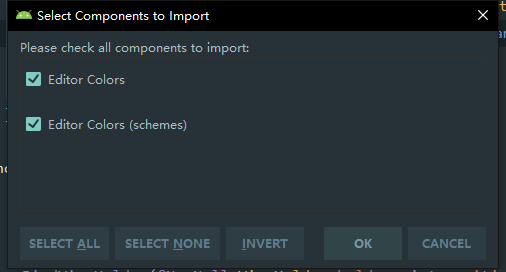 Select Components to Import
Please check all components to import:
Editor Colors
Editor Colors (schemes)
SELECT ALL
SELECT NONE
INVERT
OK
CANCEL